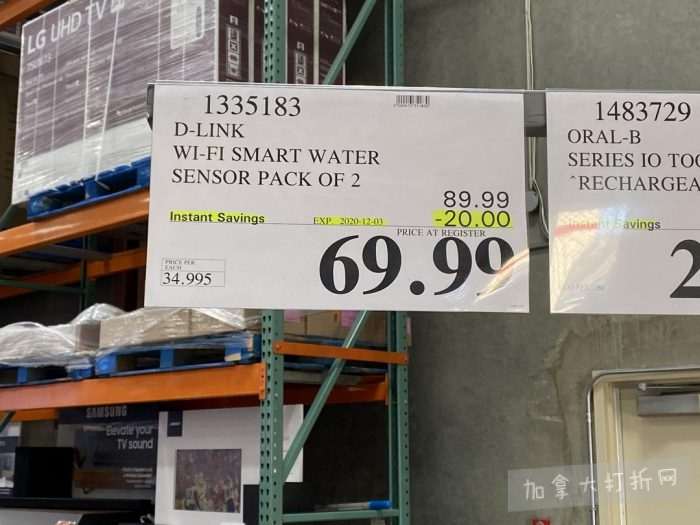 LG UHD TV
1335183
D-LINK
WI-FI SMART WATER
SENSOR PACK OF 2
89.99
Instant Savings EXP. 2020-12-03 -20.00
PRICE AT REGISTER
69.99
PRICE PER
EACH
34.995
1483729
ORAL-B
SERIES IO TOO
^RECHARGEA
Instant Savings
2
SAMSUNG
Elevate your
TV sound
加拿大打折网